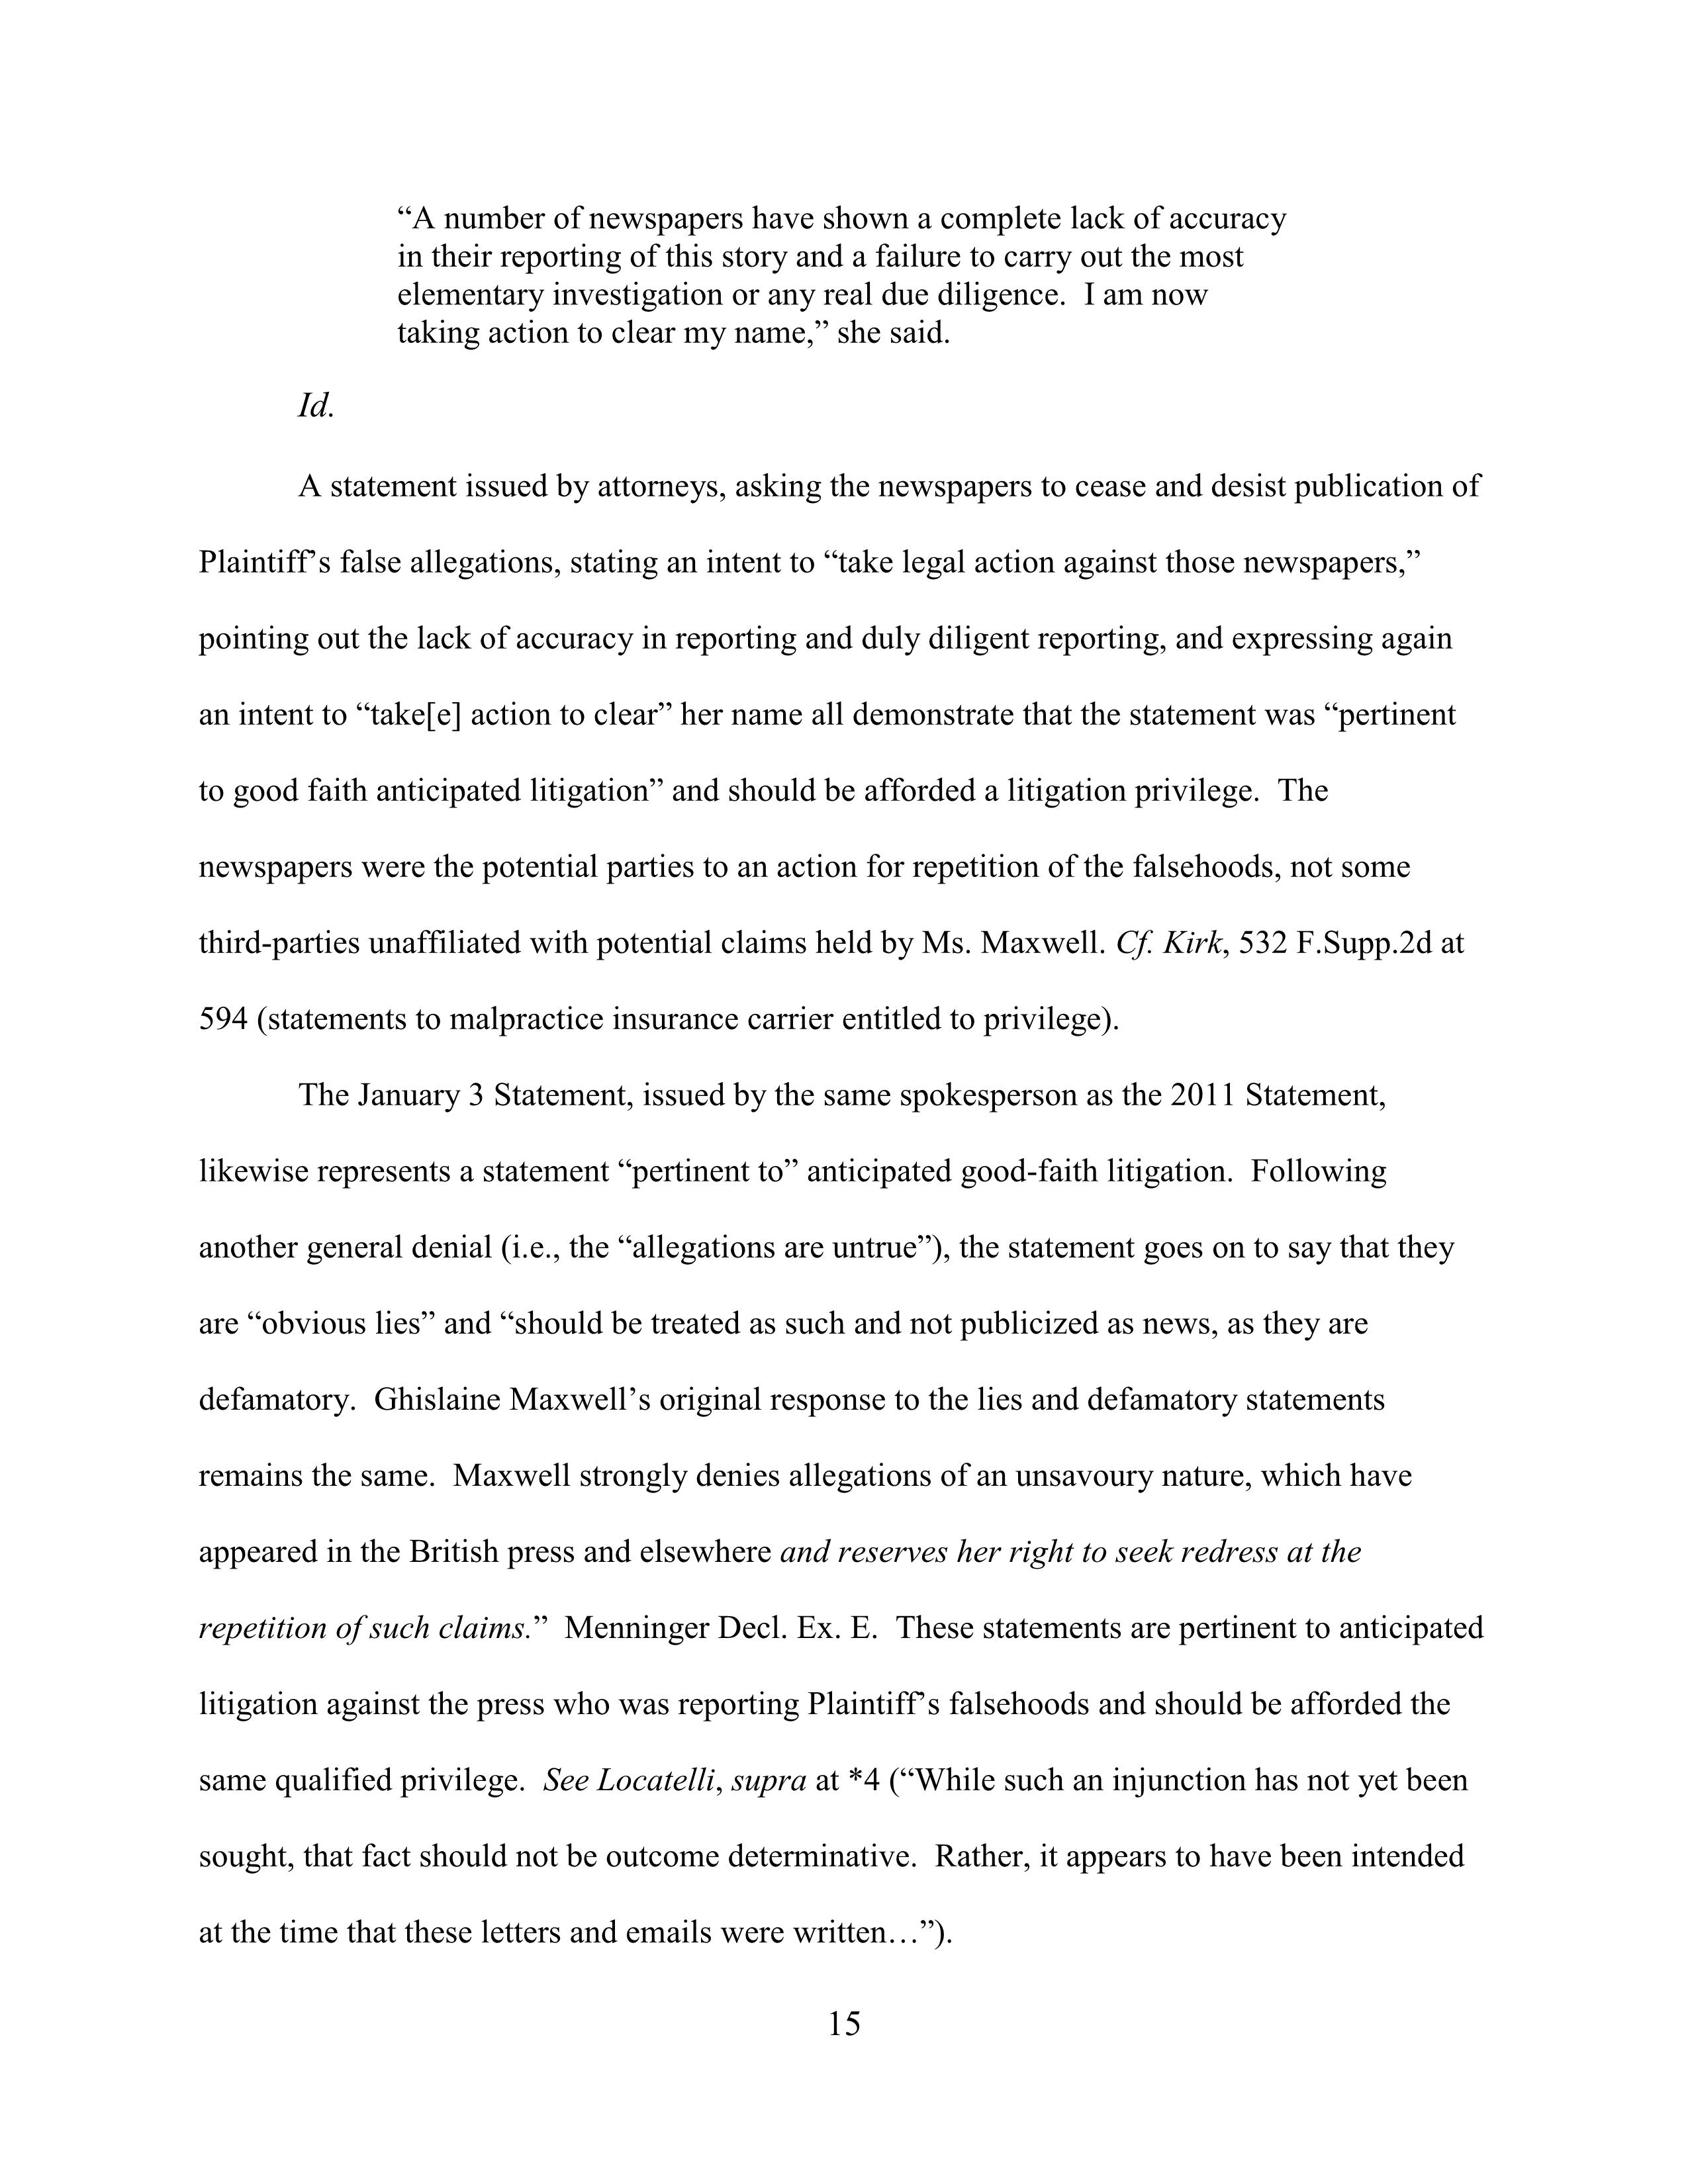 “A number of newspapers have shown a complete lack of accuracy
in their reporting of this story and a failure to carry out the most
elementary investigation or any real due diligence.  I am now
taking action to clear my name,” she said.
Id.
A statement issued by attorneys, asking the newspapers to cease and desist publication of
Plaintiff’s false allegations, stating an intent to “take legal action against those newspapers,”
pointing out the lack of accuracy in reporting and duly diligent reporting, and expressing again
an intent to “take[e] action to clear” her name all demonstrate that the statement was “pertinent
to good faith anticipated litigation” and should be afforded a litigation privilege.  The
newspapers were the potential parties to an action for repetition of the falsehoods, not some
third-parties unaffiliated with potential claims held by Ms. Maxwell. Cf. Kirk, 532 F.Supp.2d at
594 (statements to malpractice insurance carrier entitled to privilege).
The January 3 Statement, issued by the same spokesperson as the 2011 Statement,
likewise represents a statement “pertinent to” anticipated good-faith litigation.  Following
another general denial (i.e., the “allegations are untrue”), the statement goes on to say that they
are “obvious lies” and “should be treated as such and not publicized as news, as they are
defamatory.  Ghislaine Maxwell’s original response to the lies and defamatory statements
remains the same.  Maxwell strongly denies allegations of an unsavoury nature, which have
appeared in the British press and elsewhere and reserves her right to seek redress at the
repetition of such claims.”  Menninger Decl. Ex. E.  These statements are pertinent to anticipated
litigation against the press who was reporting Plaintiff’s falsehoods and should be afforded the
same qualified privilege.  See Locatelli, supra at *4 (“While such an injunction has not yet been
sought, that fact should not be outcome determinative.  Rather, it appears to have been intended
at the time that these letters and emails were written…”).
15